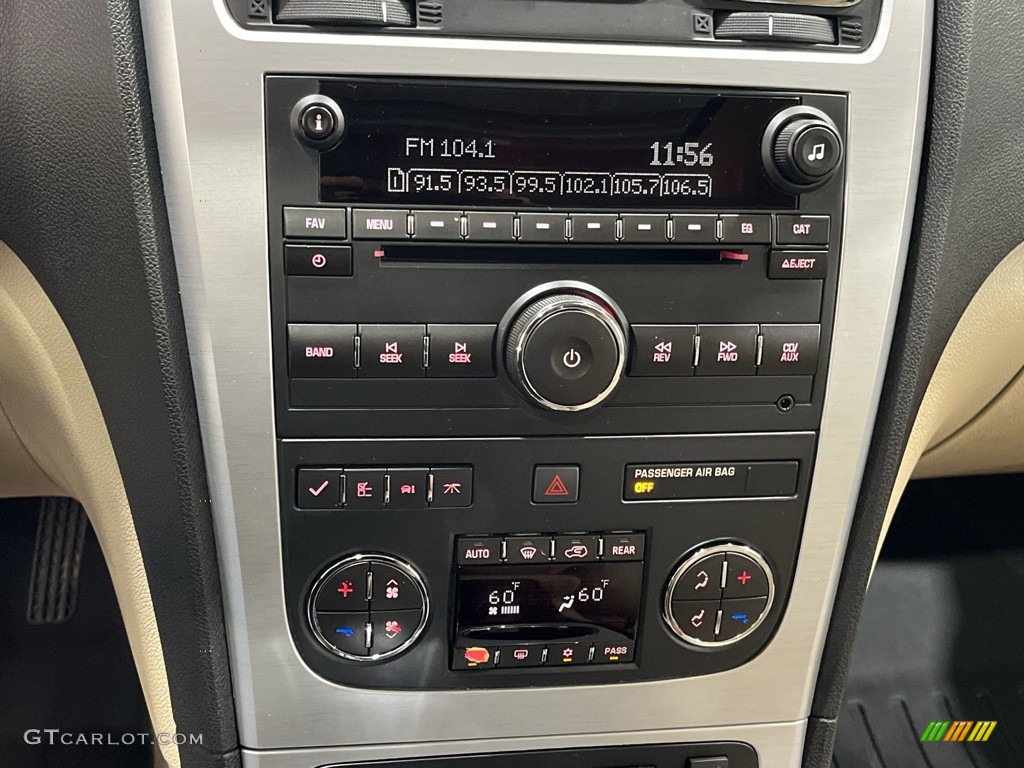 i
FM 104.1 11:56
91.5 93.5 99.5 102.1 105.7 106.5
FAV MENU EQ CAT
EJECT
BAND SEEK SEEK REV FWD CD/AUX
PASSENGER AIR BAG
OFF
AUTO REAR
60°F 60°F
PASS
GTCARLOT.COM